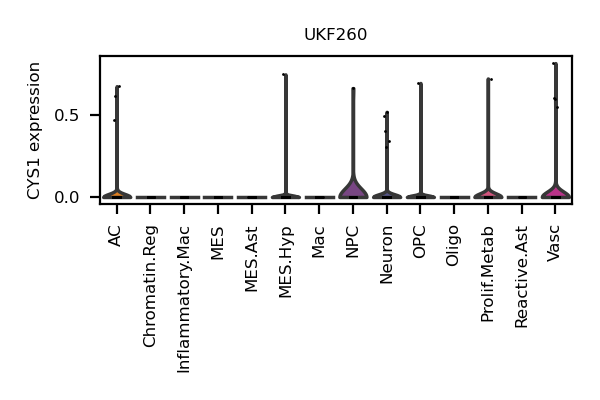 UKF260
CYS1 expression
0.5
0.0
AC
Chromatin.Reg
Inflammatory.Mac
MES
MES.Ast
MES.Hyp
Mac
NPC
Neuron
OPC
Oligo
Prolif.Metab
Reactive.Ast
Vasc